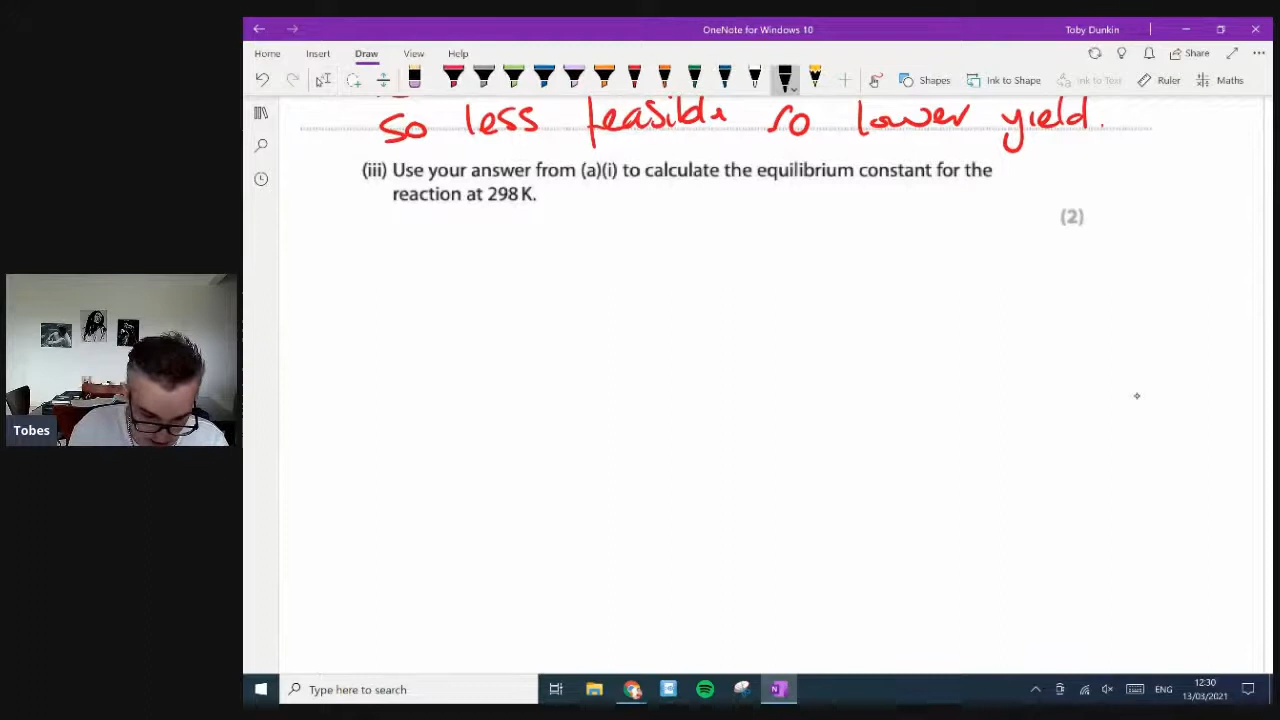 OneNote for Windows 10
Toby Dunkin
Home Insert Draw View Help
Share
Shapes Ink to Shape Ink to Text Ruler Maths
so less feasible so lower yield.
(iii) Use your answer from (a)(i) to calculate the equilibrium constant for the
reaction at 298 K.
(2)
Tobes
Type here to search
ENG
12:30
13/03/2021